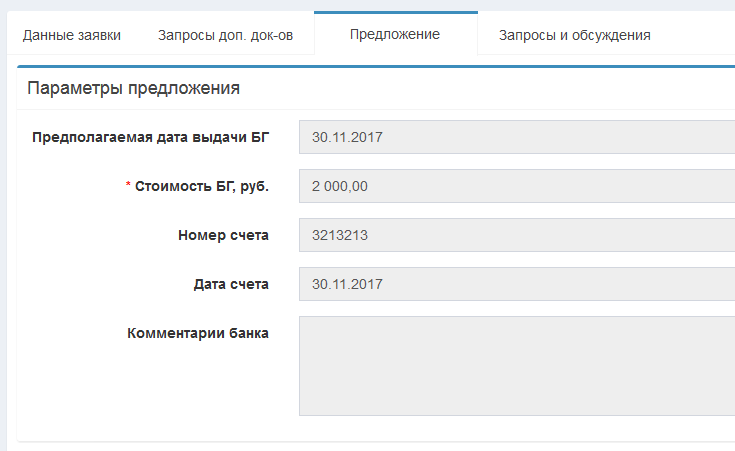 Данные заявки Запросы доп. док-ов Предложение Запросы и обсуждения
Параметры предложения
Предполагаемая дата выдачи БГ 30.11.2017
* Стоимость БГ, руб. 2 000,00
Номер счета 3213213
Дата счета 30.11.2017
Комментарии банка